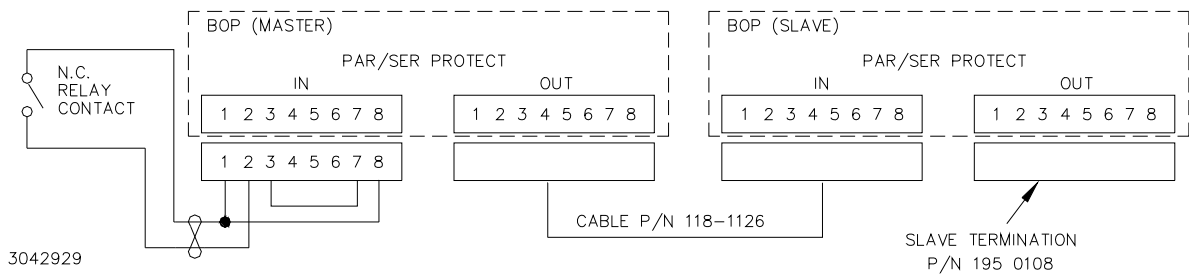 BOP (MASTER)
BOP (SLAVE)
PAR/SER PROTECT
PAR/SER PROTECT
IN
OUT
IN
OUT
N.C.
RELAY
CONTACT
1 2 3 4 5 6 7 8
1 2 3 4 5 6 7 8
1 2 3 4 5 6 7 8
1 2 3 4 5 6 7 8
1 2 3 4 5 6 7 8
CABLE P/N 118-1126
SLAVE TERMINATION
P/N 195 0108
3042929